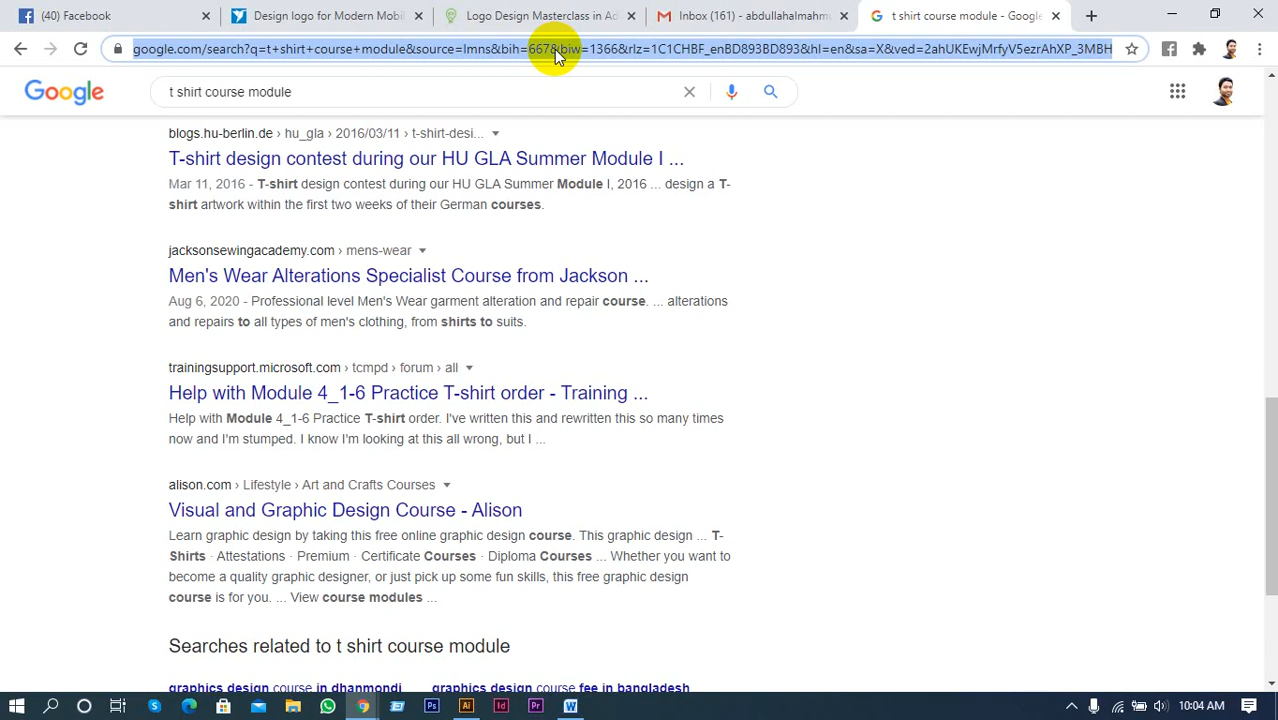 (40) Facebook
Design logo for Modern Mobil
Logo Design Masterclass in Ad
Inbox (161) - abdullahalmahmu
t shirt course module - Google
google.com/search?q=t+shirt+course+module&source=lmns&bih=667&biw=1366&rlz=1C1CHBF_enBD893BD893&hl=en&sa=X&ved=2ahUKEwjMrfyV5ezrAhXP_3MBH
Google
t shirt course module
blogs.hu-berlin.de › hu_gla › 2016/03/11 › t-shirt-desi...
T-shirt design contest during our HU GLA Summer Module I ...
Mar 11, 2016 - T-shirt design contest during our HU GLA Summer Module I, 2016 ... design a T-
shirt artwork within the first two weeks of their German courses.
jacksonsewingacademy.com › mens-wear
Men's Wear Alterations Specialist Course from Jackson ...
Aug 6, 2020 - Professional level Men's Wear garment alteration and repair course. ... alterations
and repairs to all types of men's clothing, from shirts to suits.
trainingsupport.microsoft.com › tcmpd › forum › all
Help with Module 4_1-6 Practice T-shirt order - Training ...
Help with Module 4_1-6 Practice T-shirt order. I've written this and rewritten this so many times
now and I'm stumped. I know I'm looking at this all wrong, but I ...
alison.com › Lifestyle › Art and Crafts Courses
Visual and Graphic Design Course - Alison
Learn graphic design by taking this free online graphic design course. This graphic design ... T-
Shirts · Attestations · Premium · Certificate Courses · Diploma Courses ... Whether you want to
become a quality graphic designer, or just pick up some fun skills, this free graphic design
course is for you. ... View course modules ...
Searches related to t shirt course module
graphics design course in dhanmondi
graphics design course fee in bangladesh
10:04 AM